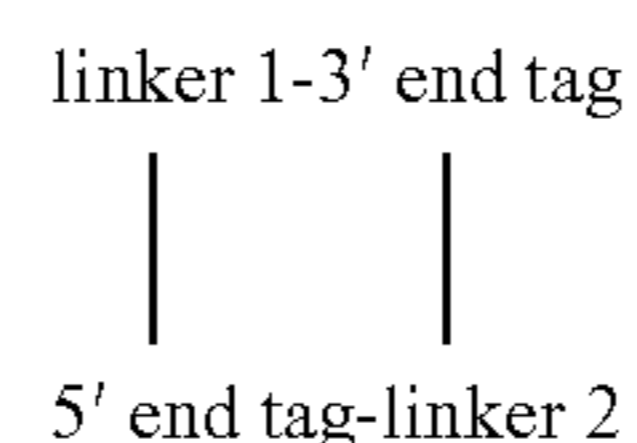 linker 1-3′ end tag
5′ end tag-linker 2